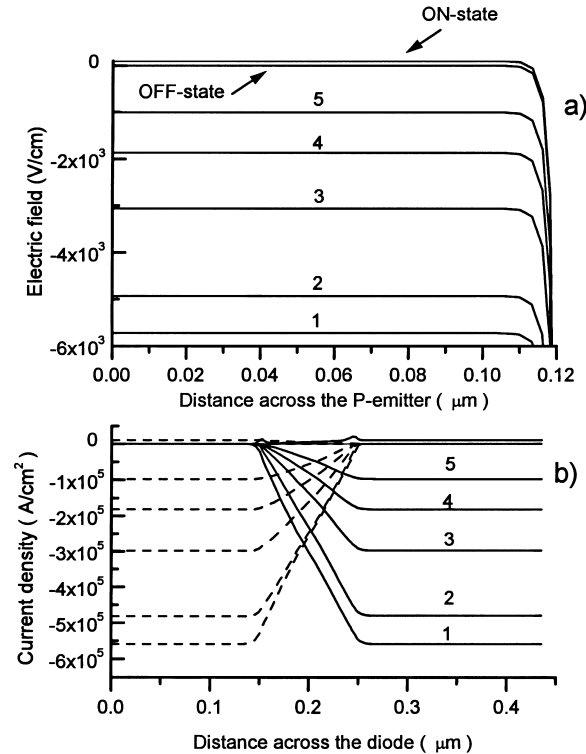 ON-state
0
OFF-state
5
a)
4
-2x10³
3
Electric field (V/cm)
-4x10³
2
1
-6x10³
0.00 0.02 0.04 0.06 0.08 0.10 0.12
Distance across the P-emitter ( μm)
0
b)
5
-1x10⁵
4
-2x10⁵
3
-3x10⁵
Current density ( A/cm²)
-4x10⁵
2
-5x10⁵
1
-6x10⁵
0.0 0.1 0.2 0.3 0.4
Distance across the diode ( μm)